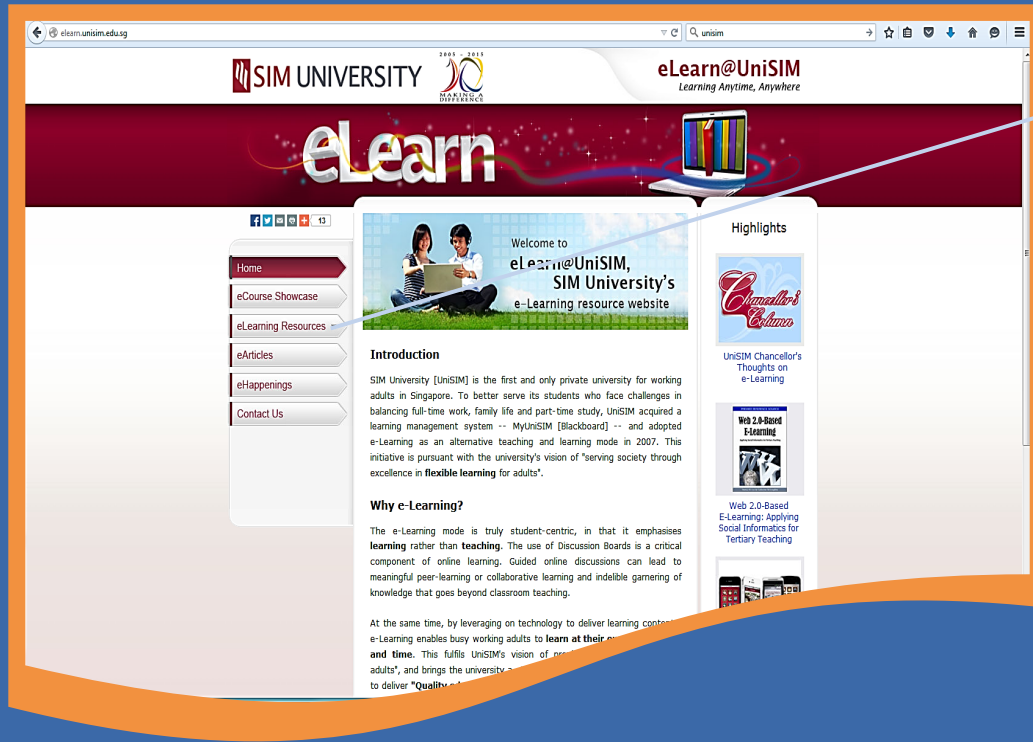 elearn.unisim.edu.sg
unisim
SIM UNIVERSITY
2005 - 2015
10
MAKING A
DIFFERENCE
eLearn@UniSIM
Learning Anytime, Anywhere
eLearn
13
Home
eCourse Showcase
eLearning Resources
eArticles
eHappenings
Contact Us
Welcome to
eLearn@UniSIM,
SIM University's
e-Learning resource website
Introduction
SIM University [UniSIM] is the first and only private university for working
adults in Singapore. To better serve its students who face challenges in
balancing full-time work, family life and part-time study, UniSIM acquired a
learning management system -- MyUniSIM [Blackboard] -- and adopted
e-Learning as an alternative teaching and learning mode in 2007. This
initiative is pursuant with the university's vision of "serving society through
excellence in flexible learning for adults".
Why e-Learning?
The e-Learning mode is truly student-centric, in that it emphasises
learning rather than teaching. The use of Discussion Boards is a critical
component of online learning. Guided online discussions can lead to
meaningful peer-learning or collaborative learning and indelible garnering of
knowledge that goes beyond classroom teaching.
At the same time, by leveraging on technology to deliver learning
e-Learning enables busy working adults to learn at their
and time. This fulfils UniSIM's vision of
adults", and brings the university
to deliver "Quality
Highlights
Chancellor's
Column
UniSIM Chancellor's
Thoughts on
e-Learning
Web 2.0-Based
E-Learning
Web 2.0-Based
E-Learning: Applying
Social Informatics for
Tertiary Teaching